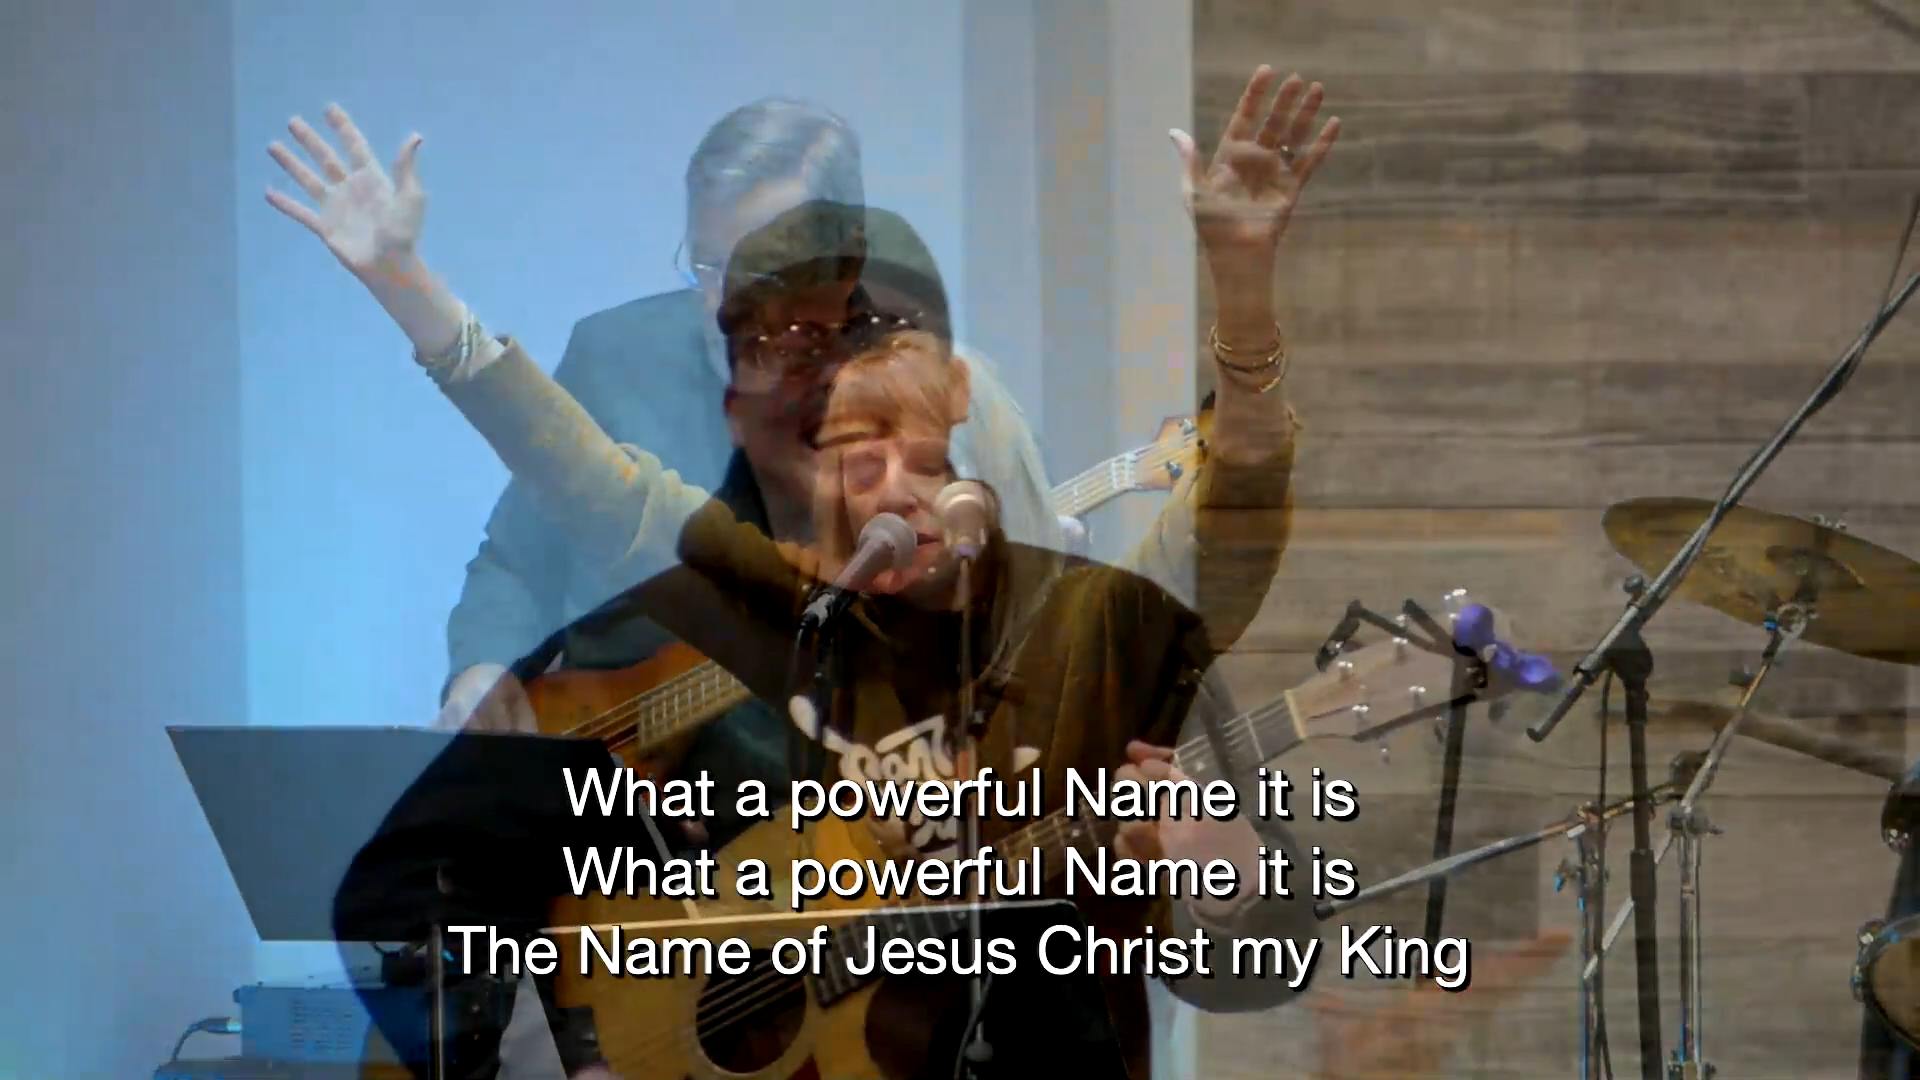 What a powerful Name it is
What a powerful Name it is
The Name of Jesus Christ my King